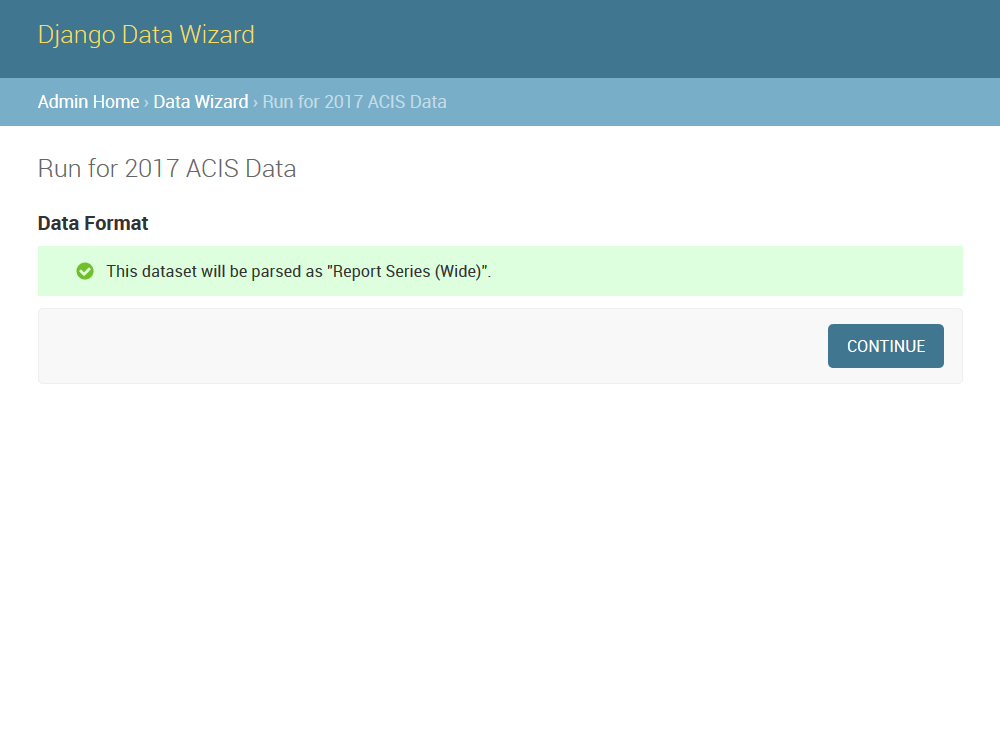 Django Data Wizard
Admin Home › Data Wizard › Run for 2017 ACIS Data
Run for 2017 ACIS Data
Data Format
This dataset will be parsed as "Report Series (Wide)".
CONTINUE